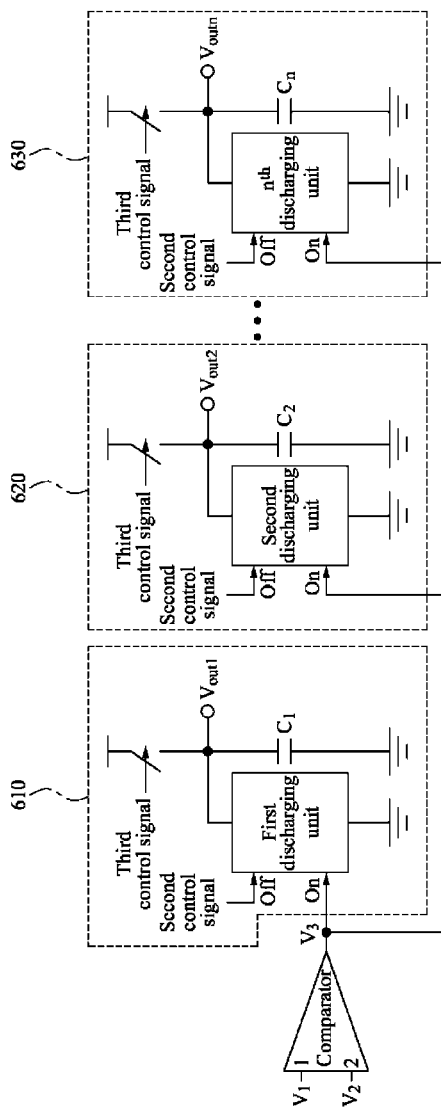 610
620
630
Third
control signal
Second
control
signal
Off
On
First
discharging
unit
Vout1
C1
V1
V2
1
2
Comparator
V3
Third
control signal
Second
control
signal
Off
On
Second
discharging
unit
Vout2
C2
Third
control signal
Second
control
signal
Off
On
nth
discharging
unit
Voutn
Cn